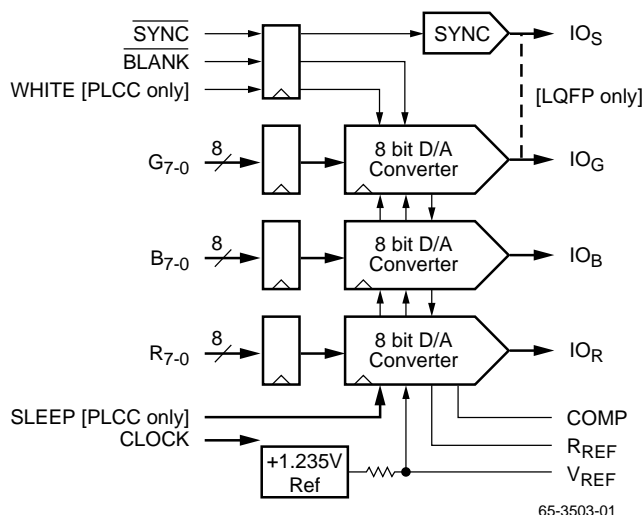 SYNC SYNC IOS
BLANK
WHITE [PLCC only] [LQFP only]
G7-0 8 8 bit D/A Converter IOG
B7-0 8 8 bit D/A Converter IOB
R7-0 8 8 bit D/A Converter IOR
SLEEP [PLCC only] COMP
CLOCK RREF
+1.235V Ref VREF
65-3503-01